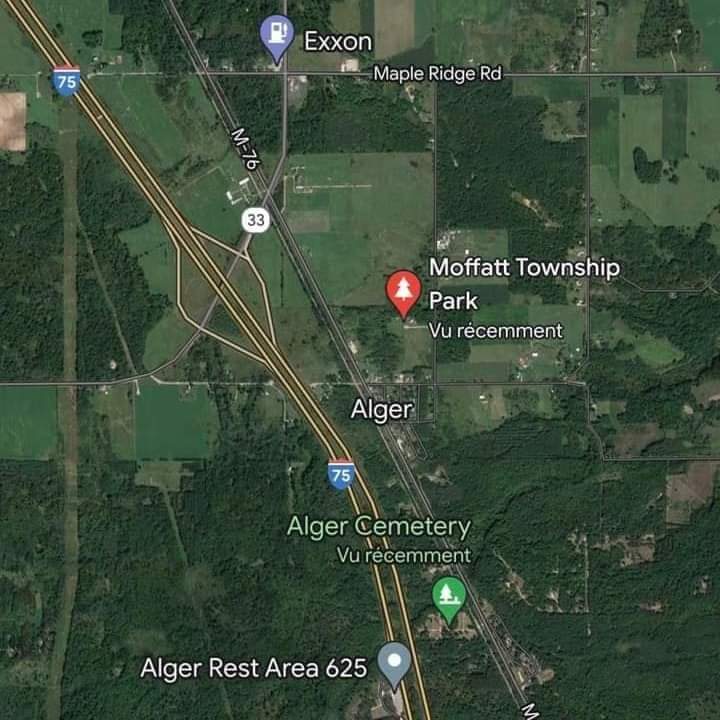 Exxon
Maple Ridge Rd
75
M-76
33
Moffatt Township
Park
Vu récemment
Alger
75
Alger Cemetery
Vu récemment
Alger Rest Area 625
M